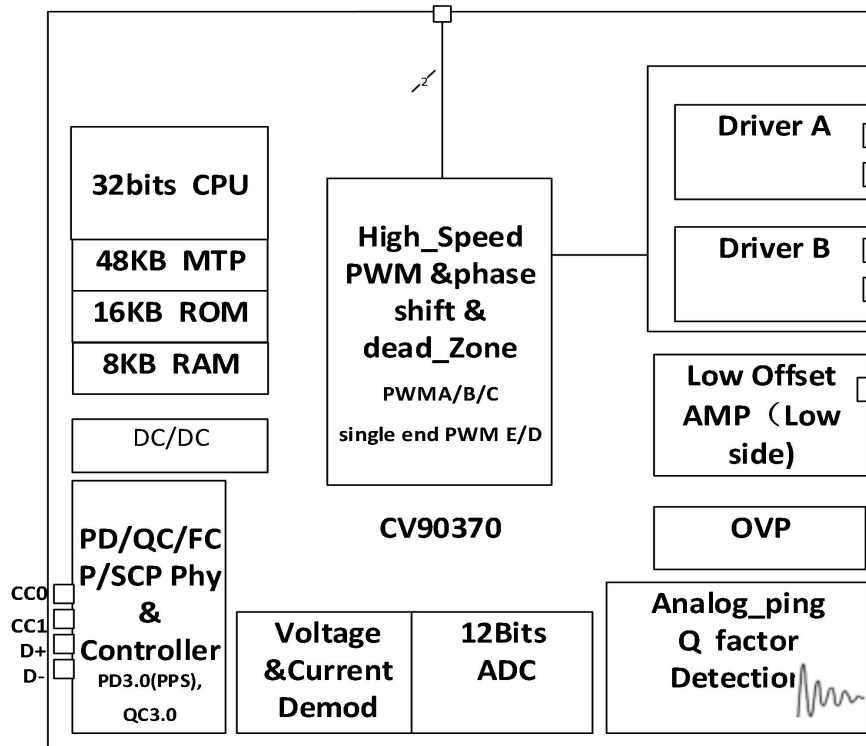 2
32bits CPU
48KB MTP
16KB ROM
8KB RAM
DC/DC
PD/QC/FC
P/SCP Phy
&
Controller
PD3.0(PPS),
QC3.0
CC0
CC1
D+
D-
High_Speed
PWM &phase
shift &
dead_Zone
PWMA/B/C
single end PWM E/D
CV90370
Voltage
&Current
Demod
12Bits
ADC
Driver A
Driver B
Low Offset
AMP（Low
side)
OVP
Analog_ping
Q factor
Detection